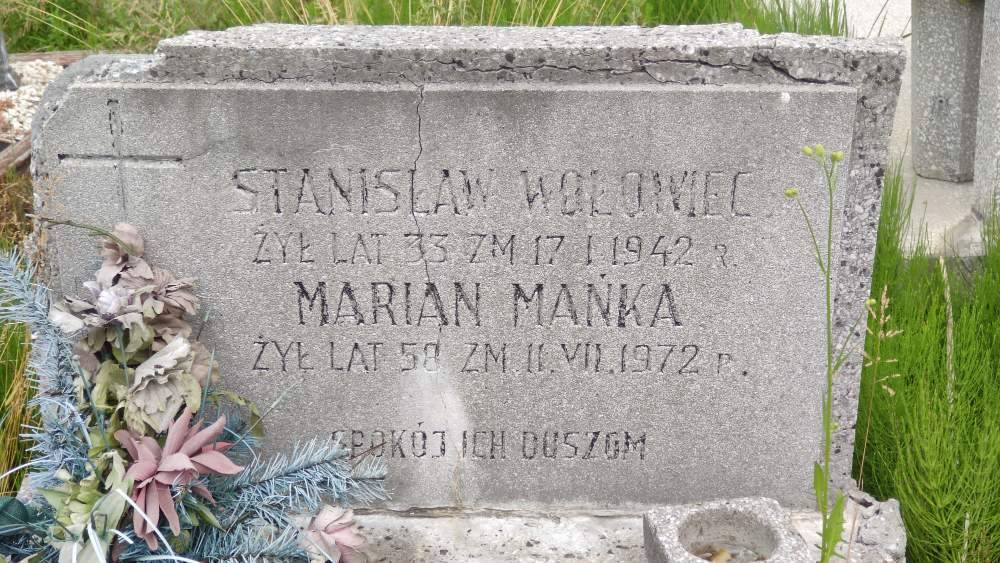 STANISŁAW WOŁOWIEC
ŻYŁ LAT 33 ZM 17 I 1942 R.
MARIAN MAŃKA
ŻYŁ LAT 58 ZM. 11. VII. 1972 R.
SPOKÓJ ICH DUSZOM